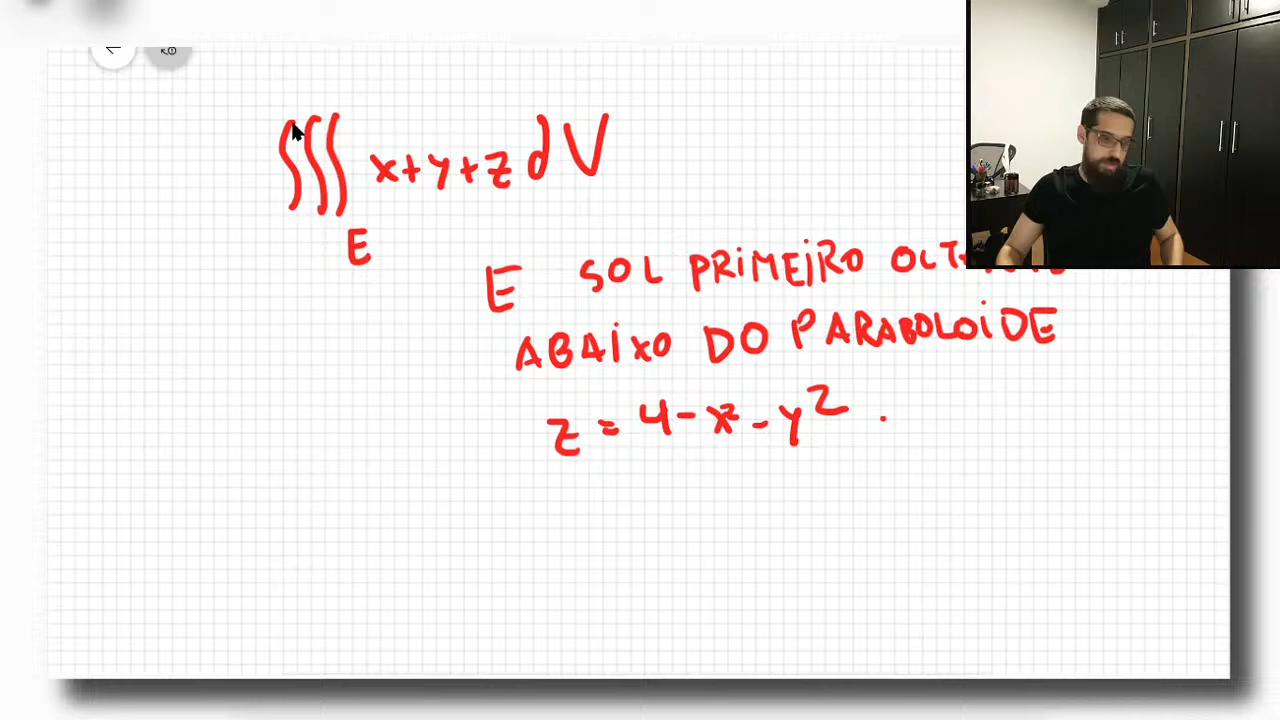 ∫∫∫ x+y+z dV
E
E SOL PRIMEIRO
ABAIXO DO PARABOLOIDE
z = 4 - x² - y² .